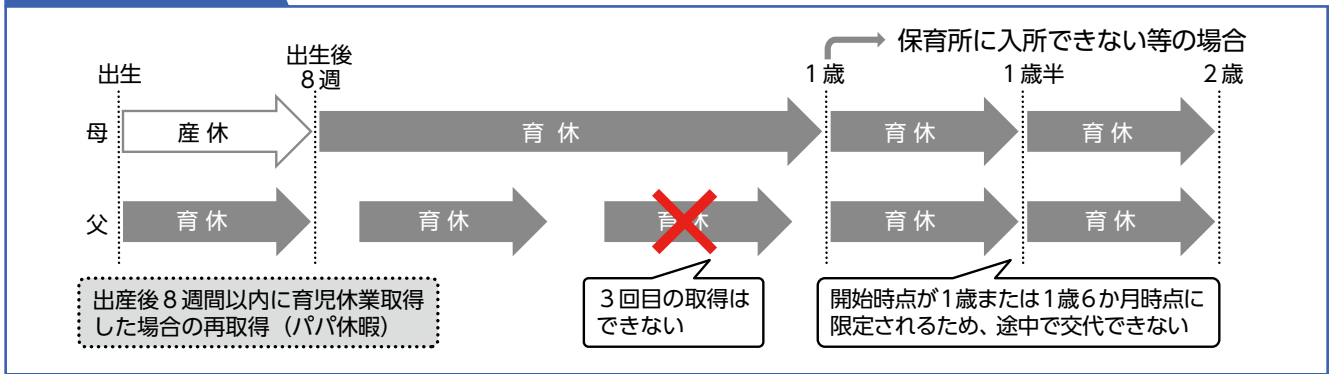 保育所に入所できない等の場合
出生
出生後
８週
１歳
１歳半
２歳
母
産 休
育 休
育 休
育 休
父
育 休
育 休
育 休
育 休
育 休
出産後８週間以内に育児休業取得
した場合の再取得（パパ休暇）
３回目の取得は
できない
開始時点が１歳または１歳６か月時点に
限定されるため、途中で交代できない